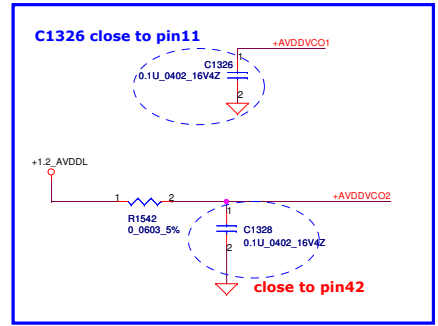 C1326 close to pin11
+AVDDVCO1
1
C1326
0.1U_0402_16V4Z
2
+1.2_AVDDL
1
2
+AVDDVCO2
R1542
0_0603_5%
1
C1328
2
0.1U_0402_16V4Z
close to pin42